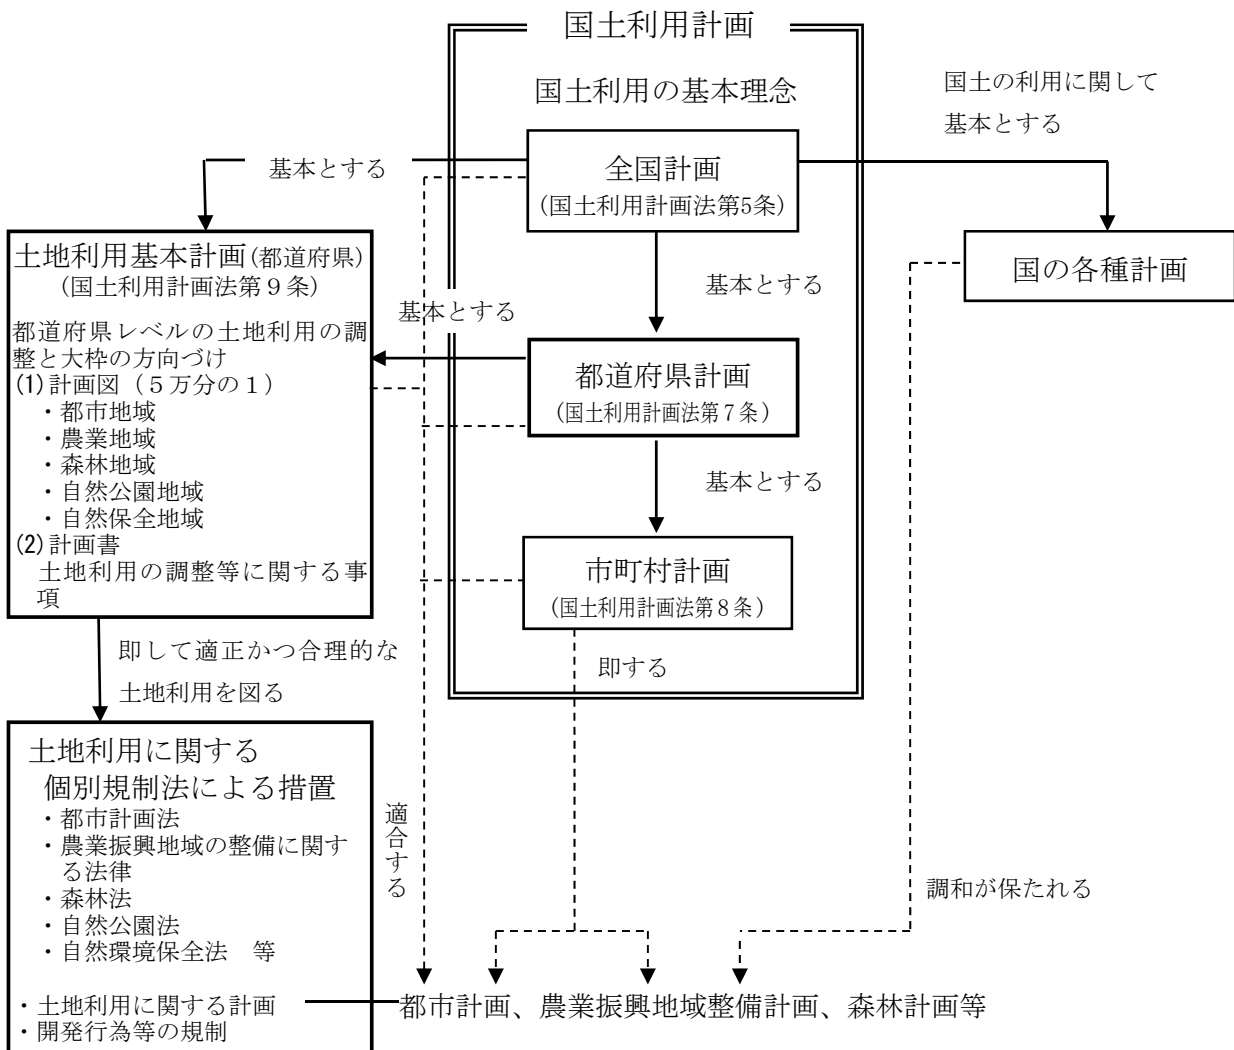 国土利用計画
国土利用の基本理念
国土の利用に関して
基本とする
基本とする
全国計画
(国土利用計画法第5条)
土地利用基本計画(都道府県)
(国土利用計画法第９条)
都道府県レベルの土地利用の調
整と大枠の方向づけ
(1)計画図（５万分の１）
・都市地域
・農業地域
・森林地域
・自然公園地域
・自然保全地域
(2)計画書
土地利用の調整等に関する事
項
国の各種計画
基本とする
基本とする
都道府県計画
(国土利用計画法第７条)
基本とする
市町村計画
(国土利用計画法第８条)
即する
即して適正かつ合理的な
土地利用を図る
土地利用に関する
個別規制法による措置
・都市計画法
・農業振興地域の整備に関す
る法律
・森林法
・自然公園法
・自然環境保全法　等
・土地利用に関する計画
・開発行為等の規制
適合する
調和が保たれる
都市計画、農業振興地域整備計画、森林計画等